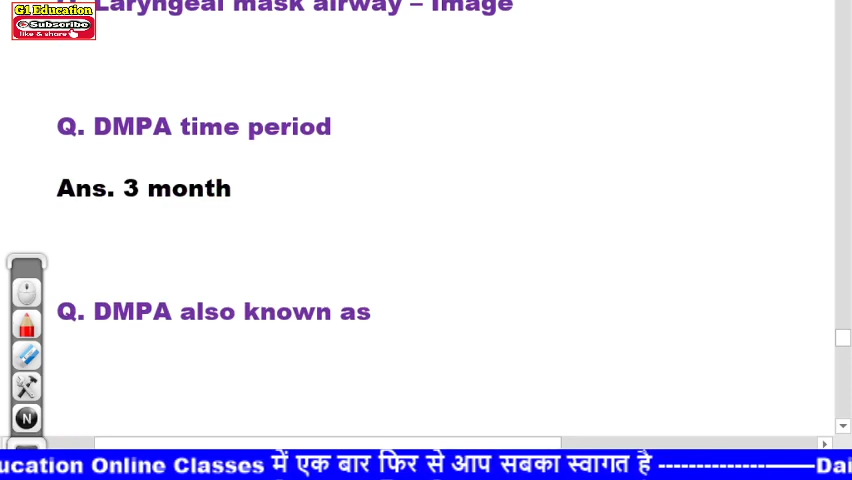 G1 Education
Subscribe
like & share
Laryngeal mask airway – Image
Q. DMPA time period
Ans. 3 month
Q. DMPA also known as
N
ucation Online Classes में एक बार फिर से आप सबका स्वागत है ---------------------Dai